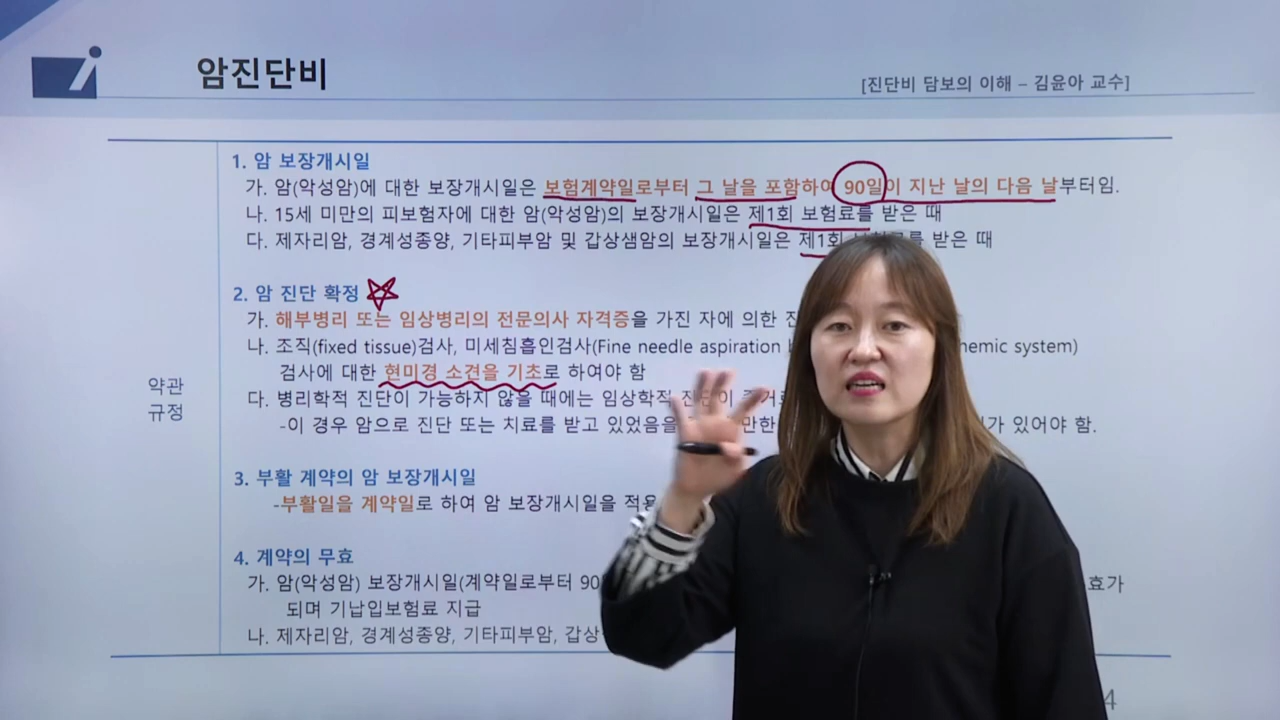 암진단비
[진단비 담보의 이해 – 김윤아 교수]
약관
규정
1. 암 보장개시일
가. 암(악성암)에 대한 보장개시일은 보험계약일로부터 그 날을 포함하여 90일이 지난 날의 다음 날부터임.
나. 15세 미만의 피보험자에 대한 암(악성암)의 보장개시일은 제1회 보험료를 받은 때
다. 제자리암, 경계성종양, 기타피부암 및 갑상샘암의 보장개시일은 제1회 보험료를 받은 때
2. 암 진단 확정
가. 해부병리 또는 임상병리의 전문의사 자격증을 가진 자에 의한
나. 조직(fixed tissue)검사, 미세침흡인검사(Fine needle aspiration system)
검사에 대한 현미경 소견을 기초로 하여야 함
다. 병리학적 진단이 가능하지 않을 때에는 임상학적 진단이
-이 경우 암으로 진단 또는 치료를 받고 있었음을 있어야 함.
3. 부활 계약의 암 보장개시일
-부활일을 계약일로 하여 암 보장개시일을
4. 계약의 무효
가. 암(악성암) 보장개시일(계약일로부터
되며 기납입보험료 지급
나. 제자리암, 경계성종양, 기타피부암,